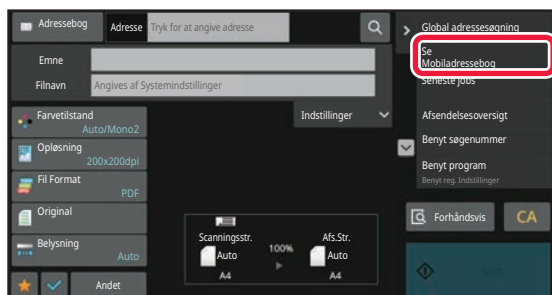 Adressebog
Adresse
Tryk for at angive adresse
Emne
Filnavn
Angives af Systemindstillinger
Indstillinger
Farvetilstand
Auto/Mono2
Opløsning
200x200dpi
Fil Format
PDF
Original
Belysning
Auto
Andet
Scanningsstr.
Auto
A4
100%
Afs.Str.
Auto
A4
Global adressesøgning
Se
Mobiladressebog
Seneste jobs
Afsendelsesoversigt
Benyt søgenummer
Benyt program
Benyt reg. Indstillinger
Forhåndsvis
CA
Start